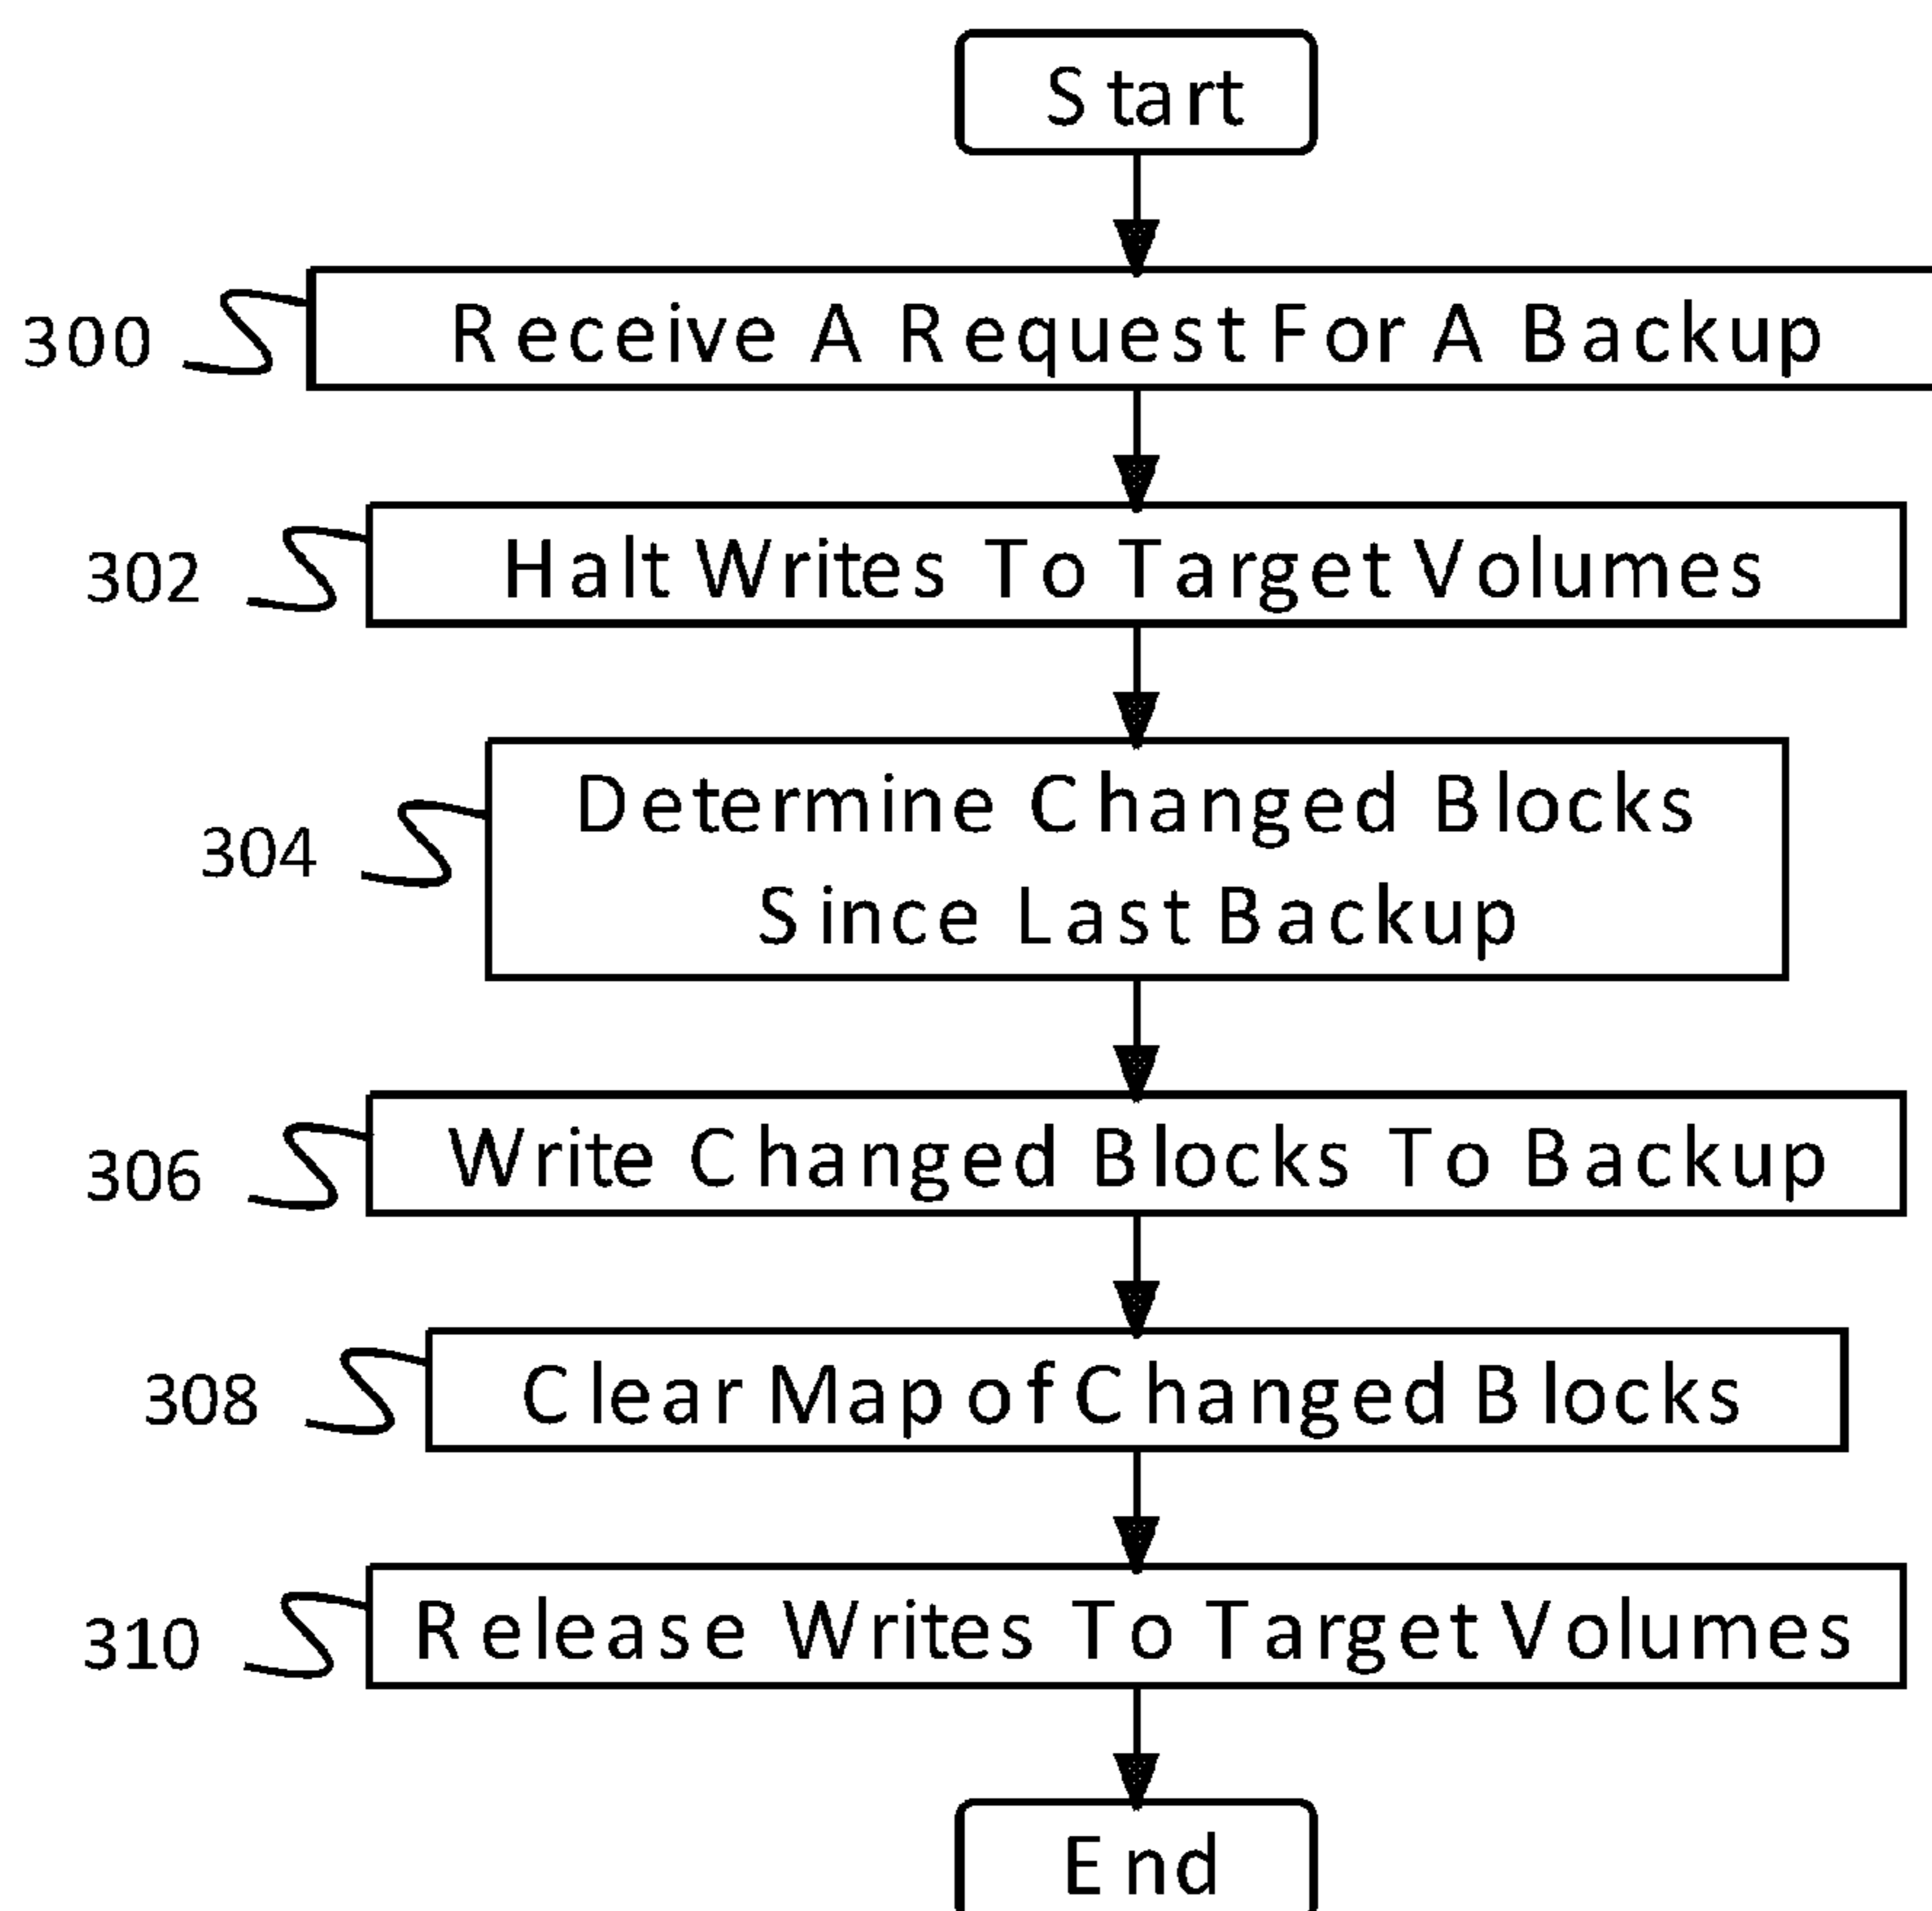 Start
300 Receive A Request For A Backup
302 Halt Writes To Target Volumes
304 Determine Changed Blocks
Since Last Backup
306 Write Changed Blocks To Backup
308 Clear Map of Changed Blocks
310 Release Writes To Target Volumes
End